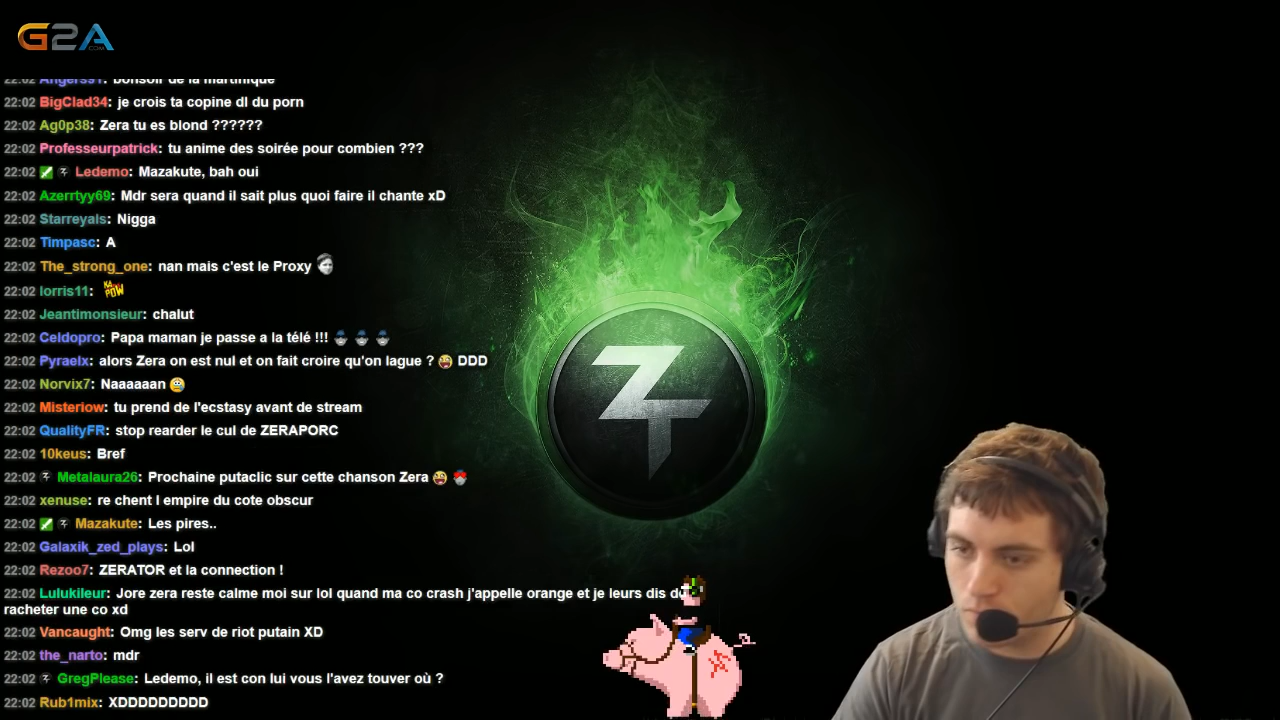 G2A
.COM
22:02 Angers91: bonsoir de la martinique
22:02 BigClad34: je crois ta copine dl du porn
22:02 Ag0p38: Zera tu es blond ??????
22:02 Professeurpatrick: tu anime des soirée pour combien ???
22:02 Ledemo: Mazakute, bah oui
22:02 Azerrtyy69: Mdr sera quand il sait plus quoi faire il chante xD
22:02 Starreyals: Nigga
22:02 Timpasc: A
22:02 The_strong_one: nan mais c'est le Proxy
22:02 lorris11: KAPOW
22:02 Jeantimonsieur: chalut
22:02 Celdopro: Papa maman je passe a la télé !!!
22:02 Pyraelx: alors Zera on est nul et on fait croire qu'on lague ? DDD
22:02 Norvix7: Naaaaaan
22:02 Misteriow: tu prend de l'ecstasy avant de stream
22:02 QualityFR: stop rearder le cul de ZERAPORC
22:02 10keus: Bref
22:02 Metalaura26: Prochaine putaclic sur cette chanson Zera
22:02 xenuse: re chent l empire du cote obscur
22:02 Mazakute: Les pires..
22:02 Galaxik_zed_plays: Lol
22:02 Rezoo7: ZERATOR et la connection !
22:02 Lulukileur: Jore zera reste calme moi sur lol quand ma co crash j'appelle orange et je leurs dis
racheter une co xd
22:02 Vancaught: Omg les serv de riot putain XD
22:02 the_narto: mdr
22:02 GregPlease: Ledemo, il est con lui vous l'avez touver où ?
22:02 Rub1mix: XDDDDDDDDD
ZT